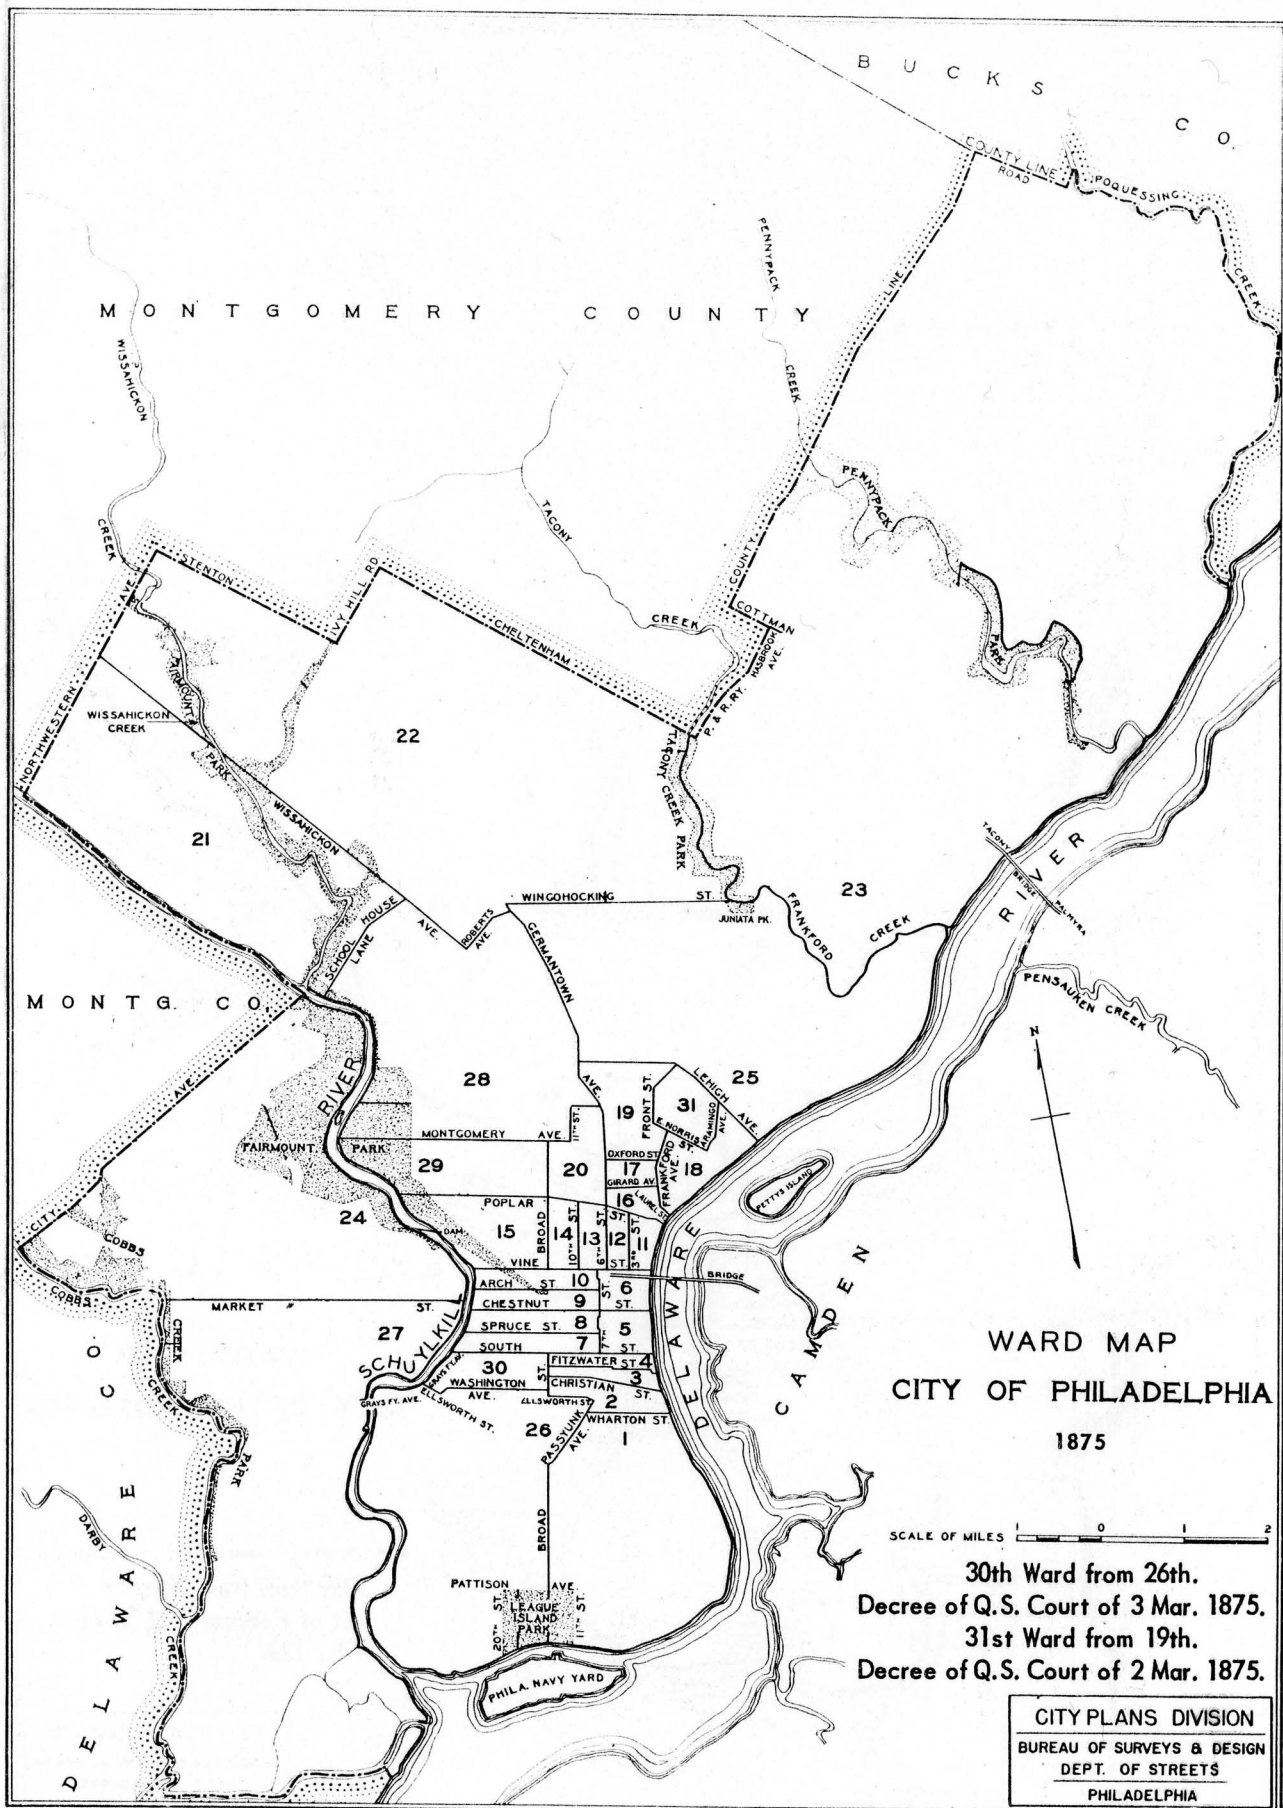 BUCKS CO.
COUNTY LINE
ROAD
POQUESSING
CREEK
PENNYPACK
CREEK
LINE
COUNTY
MONTGOMERY COUNTY
WISSAHICKON
CREEK
PENNYPACK
PARK
TACONY
CREEK
STENTON
AVE.
IVY HILL RD
CHELTENHAM
COTTMAN
HASBROOK
AVE.
P. & R. RY.
NORTHWESTERN
FAIRMOUNT
PARK
WISSAHICKON
CREEK
22
TACONY CREEK PARK
WISSAHICKON
AVE.
21
23
WINGOHOCKING ST.
JUNIATA PK.
FRANKFORD
CREEK
ROBERTS
AVE.
GERMANTOWN
AVE.
SCHOOL HOUSE
LANE
TACONY
BRIDGE
PALMYRA
RIVER
PENSAUKEN CREEK
MONTG. CO.
N
CITY
AVE.
RIVER
28
25
LEHIGH AVE.
19
FRONT ST.
31
E. NORRIS
ST.
ARAMINGO
AVE.
11TH ST.
MONTGOMERY AVE.
FAIRMOUNT PARK
29
20
OXFORD ST.
17
GIRARD AV.
FRANKFORD
AVE.
18
16
LAUREL ST.
PETTYS ISLAND
24
POPLAR
ST.
DAM
15
BROAD
14
10TH ST.
13
6TH ST.
12
3RD ST.
11
VINE
ST.
COBBS
COBBS
CREEK
ARCH ST. 10
6
BRIDGE
MARKET ST.
CHESTNUT 9 ST.
27
SPRUCE ST. 8
5
SOUTH 7 ST.
7TH ST.
SCHUYLKILL
30
FITZWATER ST. 4
3
WASHINGTON
AVE.
ST.
CHRISTIAN
ST.
GRAYS FY. AV.
GRAYS FY. AVE.
ELLSWORTH ST.
ELLSWORTH ST.
2
26
WHARTON ST.
1
PASSYUNK
AVE.
DELAWARE
CAMDEN
CREEK
PARK
DARBY
CREEK
DELAWARE CO.
BROAD
PATTISON AVE.
20TH ST.
LEAGUE
ISLAND
PARK
11TH ST.
PHILA. NAVY YARD
WARD MAP
CITY OF PHILADELPHIA
1875
SCALE OF MILES 1 0 1 2
30th Ward from 26th.
Decree of Q.S. Court of 3 Mar. 1875.
31st Ward from 19th.
Decree of Q.S. Court of 2 Mar. 1875.
CITY PLANS DIVISION
BUREAU OF SURVEYS & DESIGN
DEPT. OF STREETS
PHILADELPHIA